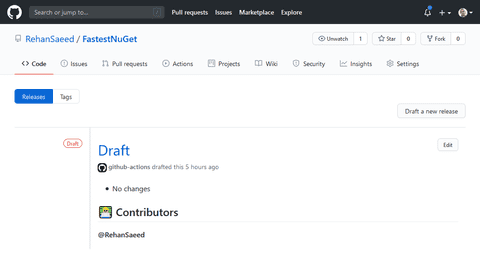 Search or jump to... /
Pull requests Issues Marketplace Explore
RehanSaeed / FastestNuGet
Unwatch 1 Star 0 Fork 0
Code Issues Pull requests Actions Projects Wiki Security Insights Settings
Releases Tags
Draft a new release
Draft
Draft
Edit
github-actions drafted this 5 hours ago
No changes
Contributors
@RehanSaeed